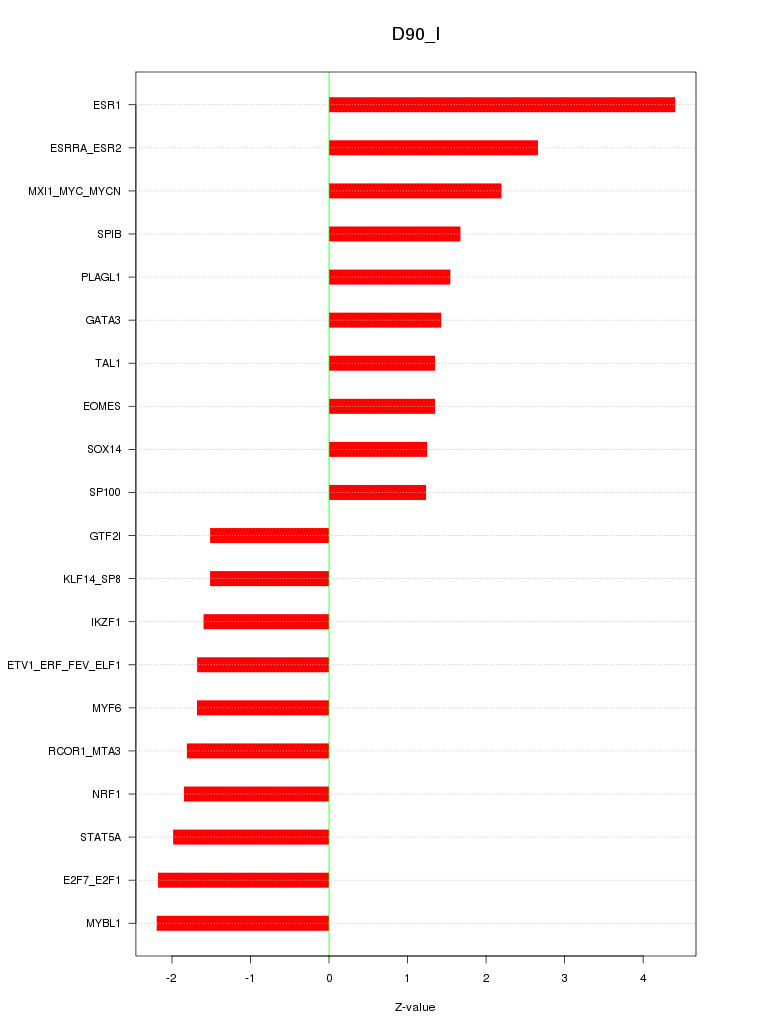 D90_I
ESR1
ESRRA_ESR2
MXI1_MYC_MYCN
SPIB
PLAGL1
GATA3
TAL1
EOMES
SOX14
SP100
GTF2I
KLF14_SP8
IKZF1
ETV1_ERF_FEV_ELF1
MYF6
RCOR1_MTA3
NRF1
STAT5A
E2F7_E2F1
MYBL1
-2 -1 0 1 2 3 4
Z-value